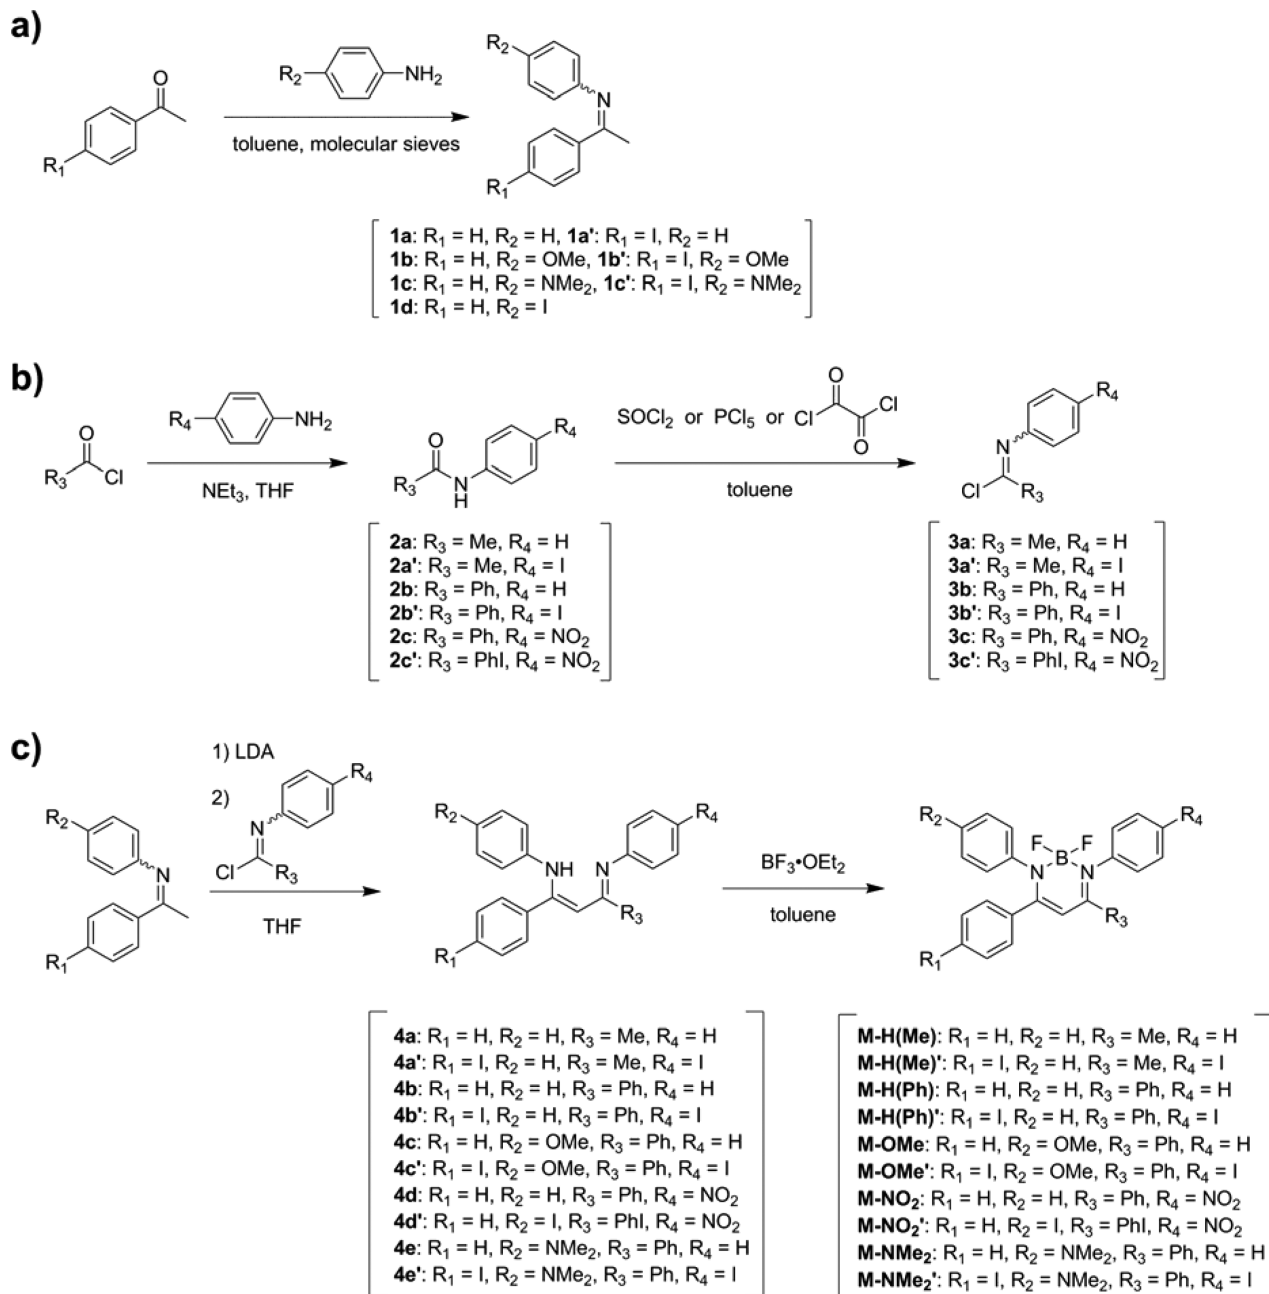 a)
O
R1
R2 NH2
toluene, molecular sieves
R2
N
R1
1a: R1 = H, R2 = H, 1a': R1 = I, R2 = H
1b: R1 = H, R2 = OMe, 1b': R1 = I, R2 = OMe
1c: R1 = H, R2 = NMe2, 1c': R1 = I, R2 = NMe2
1d: R1 = H, R2 = I
b)
O
R3 Cl
R4 NH2
NEt3, THF
O
R3 N H
R4
SOCl2 or PCl5 or Cl O O Cl
toluene
R4
N
Cl R3
2a: R3 = Me, R4 = H
2a': R3 = Me, R4 = I
2b: R3 = Ph, R4 = H
2b': R3 = Ph, R4 = I
2c: R3 = Ph, R4 = NO2
2c': R3 = PhI, R4 = NO2
3a: R3 = Me, R4 = H
3a': R3 = Me, R4 = I
3b: R3 = Ph, R4 = H
3b': R3 = Ph, R4 = I
3c: R3 = Ph, R4 = NO2
3c': R3 = PhI, R4 = NO2
c)
R2
N
R1
1) LDA
2)
R4
N
Cl R3
THF
R2 R4
NH N
R3
R1
BF3•OEt2
toluene
R2 F F R4
N B N
R3
R1
4a: R1 = H, R2 = H, R3 = Me, R4 = H
4a': R1 = I, R2 = H, R3 = Me, R4 = I
4b: R1 = H, R2 = H, R3 = Ph, R4 = H
4b': R1 = I, R2 = H, R3 = Ph, R4 = I
4c: R1 = H, R2 = OMe, R3 = Ph, R4 = H
4c': R1 = I, R2 = OMe, R3 = Ph, R4 = I
4d: R1 = H, R2 = H, R3 = Ph, R4 = NO2
4d': R1 = H, R2 = I, R3 = PhI, R4 = NO2
4e: R1 = H, R2 = NMe2, R3 = Ph, R4 = H
4e': R1 = I, R2 = NMe2, R3 = Ph, R4 = I
M-H(Me): R1 = H, R2 = H, R3 = Me, R4 = H
M-H(Me)': R1 = I, R2 = H, R3 = Me, R4 = I
M-H(Ph): R1 = H, R2 = H, R3 = Ph, R4 = H
M-H(Ph)': R1 = I, R2 = H, R3 = Ph, R4 = I
M-OMe: R1 = H, R2 = OMe, R3 = Ph, R4 = H
M-OMe': R1 = I, R2 = OMe, R3 = Ph, R4 = I
M-NO2: R1 = H, R2 = H, R3 = Ph, R4 = NO2
M-NO2': R1 = H, R2 = I, R3 = PhI, R4 = NO2
M-NMe2: R1 = H, R2 = NMe2, R3 = Ph, R4 = H
M-NMe2': R1 = I, R2 = NMe2, R3 = Ph, R4 = I